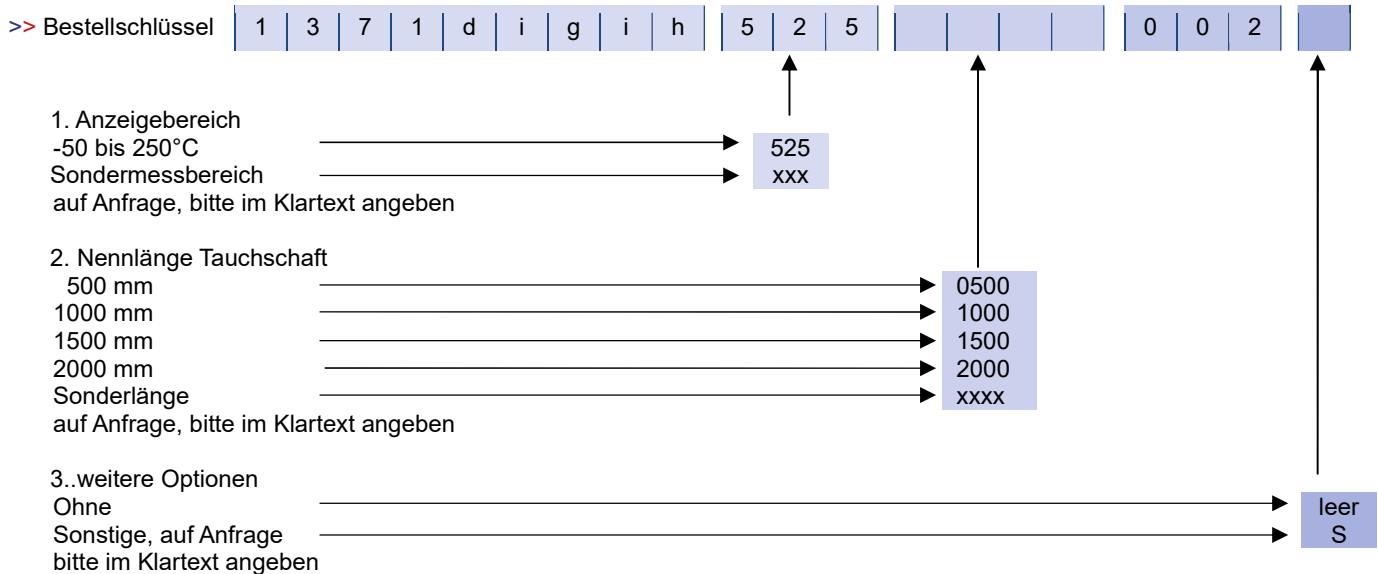 >> Bestellschlüssel 1 3 7 1 d i g i h 5 2 5 0 0 2
1. Anzeigebereich
-50 bis 250°C 525
Sondermessbereich xxx
auf Anfrage, bitte im Klartext angeben
2. Nennlänge Tauchschaft
500 mm 0500
1000 mm 1000
1500 mm 1500
2000 mm 2000
Sonderlänge xxxx
auf Anfrage, bitte im Klartext angeben
3..weitere Optionen
Ohne leer
Sonstige, auf Anfrage S
bitte im Klartext angeben